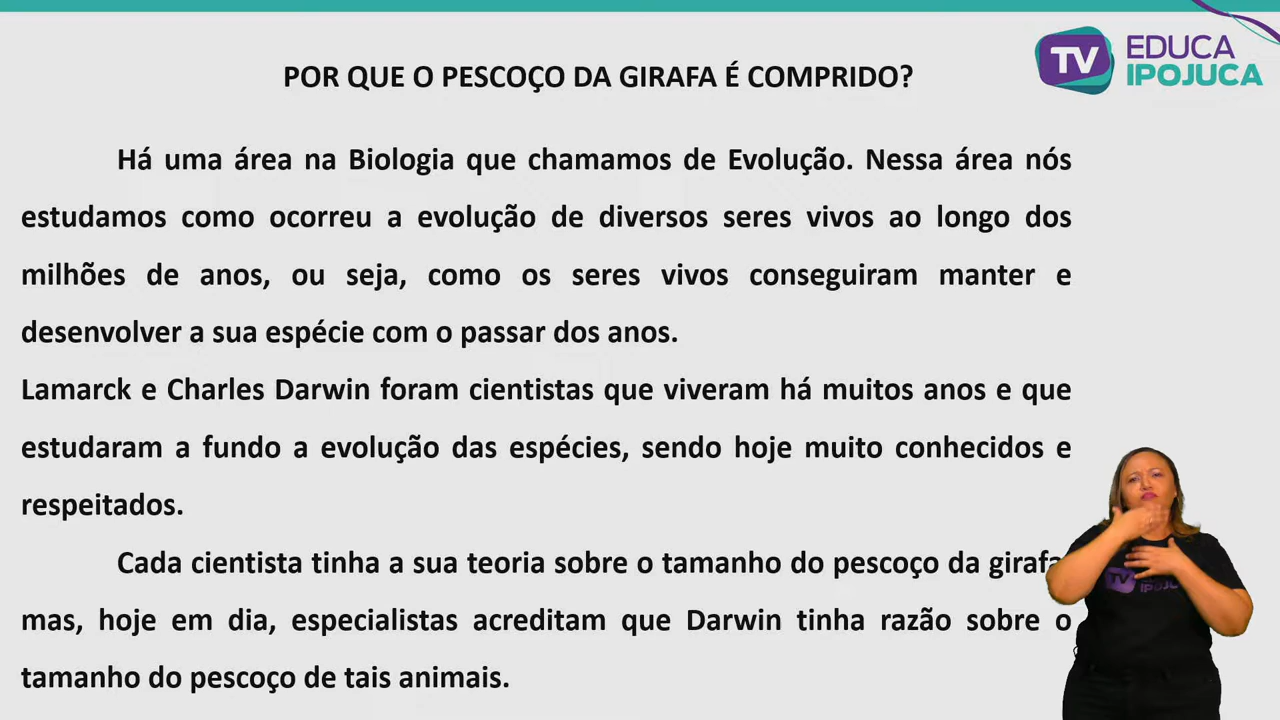 TV EDUCA
IPOJUCA
POR QUE O PESCOÇO DA GIRAFA É COMPRIDO?
Há uma área na Biologia que chamamos de Evolução. Nessa área nós
estudamos como ocorreu a evolução de diversos seres vivos ao longo dos
milhões de anos, ou seja, como os seres vivos conseguiram manter e
desenvolver a sua espécie com o passar dos anos.
Lamarck e Charles Darwin foram cientistas que viveram há muitos anos e que
estudaram a fundo a evolução das espécies, sendo hoje muito conhecidos e
respeitados.
Cada cientista tinha a sua teoria sobre o tamanho do pescoço da girafa
mas, hoje em dia, especialistas acreditam que Darwin tinha razão sobre o
tamanho do pescoço de tais animais.
TV